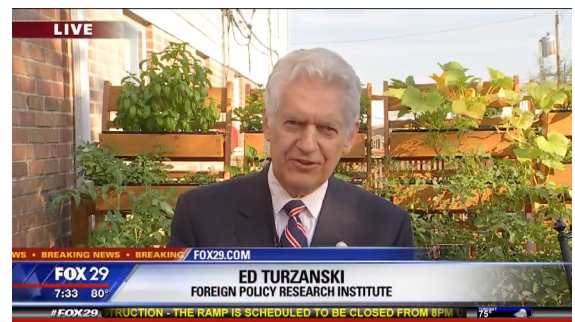 LIVE
WS • BREAKING NEWS • BREAKING
FOX29.COM
FOX 29
7:33 80°
ED TURZANSKI
FOREIGN POLICY RESEARCH INSTITUTE
#FOX29 TRUCTION - THE RAMP IS SCHEDULED TO BE CLOSED FROM 8PM
75°